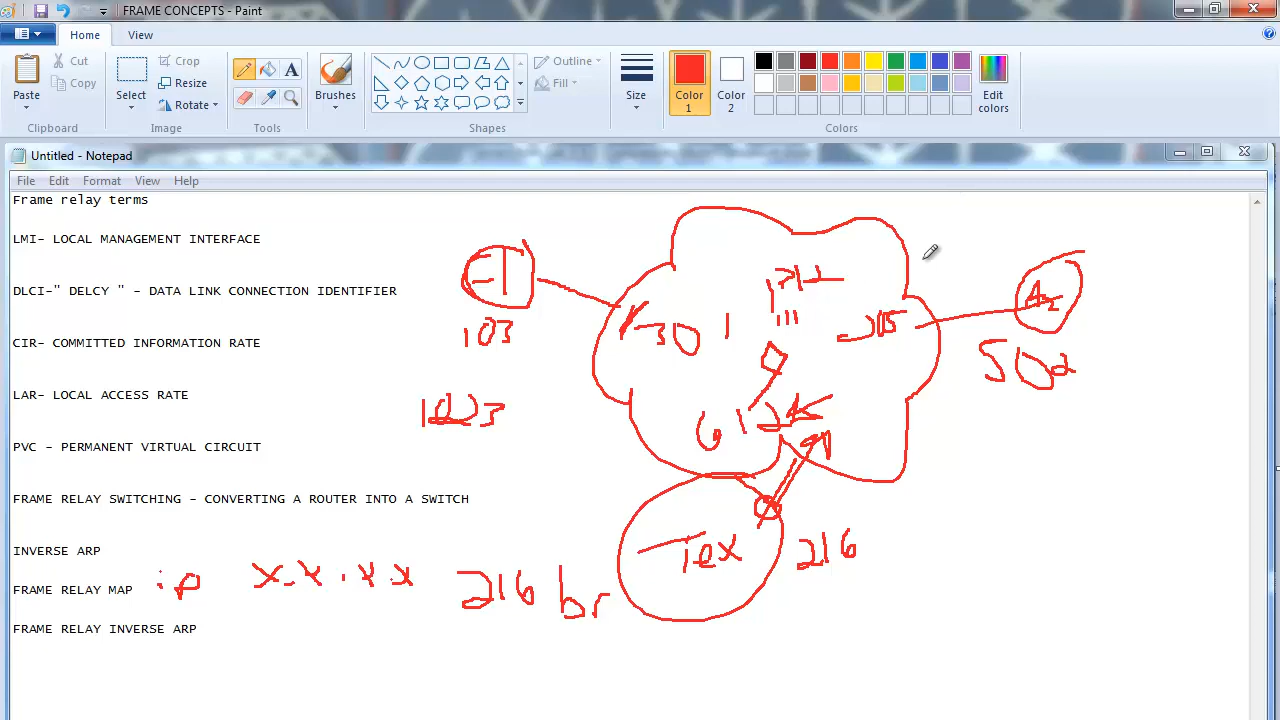 FRAME CONCEPTS - Paint
Home
View
Paste
Cut
Copy
Clipboard
Select
Crop
Resize
Rotate
Image
A
Tools
Brushes
Outline
Fill
Shapes
Size
Color 1
Color 2
Edit colors
Colors
Untitled - Notepad
File Edit Format View Help
Frame relay terms
LMI- LOCAL MANAGEMENT INTERFACE
DLCI-" DELCY " - DATA LINK CONNECTION IDENTIFIER
CIR- COMMITTED INFORMATION RATE
LAR- LOCAL ACCESS RATE
PVC - PERMANENT VIRTUAL CIRCUIT
FRAME RELAY SWITCHING - CONVERTING A ROUTER INTO A SWITCH
INVERSE ARP
FRAME RELAY MAP ip x.x.x.x 216 br
FRAME RELAY INVERSE ARP
103
301
502
Tex
216